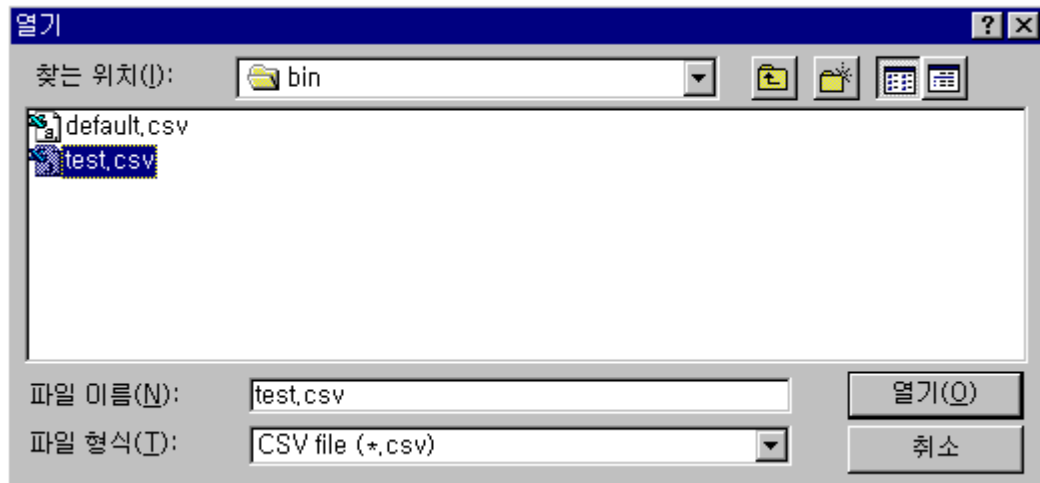 열기
찾는 위치(I): bin
default.csv
test.csv
파일 이름(N): test.csv 열기(O)
파일 형식(T): CSV file (*.csv) 취소